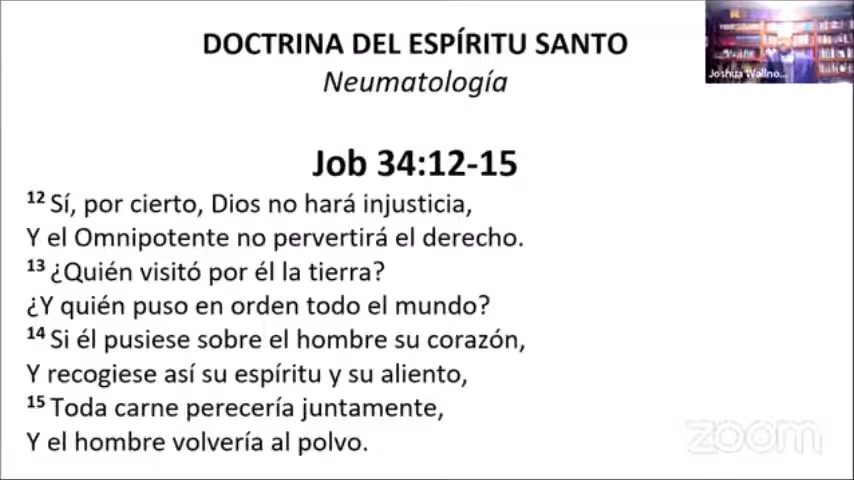 DOCTRINA DEL ESPÍRITU SANTO
Neumatología
Joshua Wallno...
Job 34:12-15
12 Sí, por cierto, Dios no hará injusticia,
Y el Omnipotente no pervertirá el derecho.
13 ¿Quién visitó por él la tierra?
¿Y quién puso en orden todo el mundo?
14 Si él pusiese sobre el hombre su corazón,
Y recogiese así su espíritu y su aliento,
15 Toda carne perecería juntamente,
Y el hombre volvería al polvo.
zoom